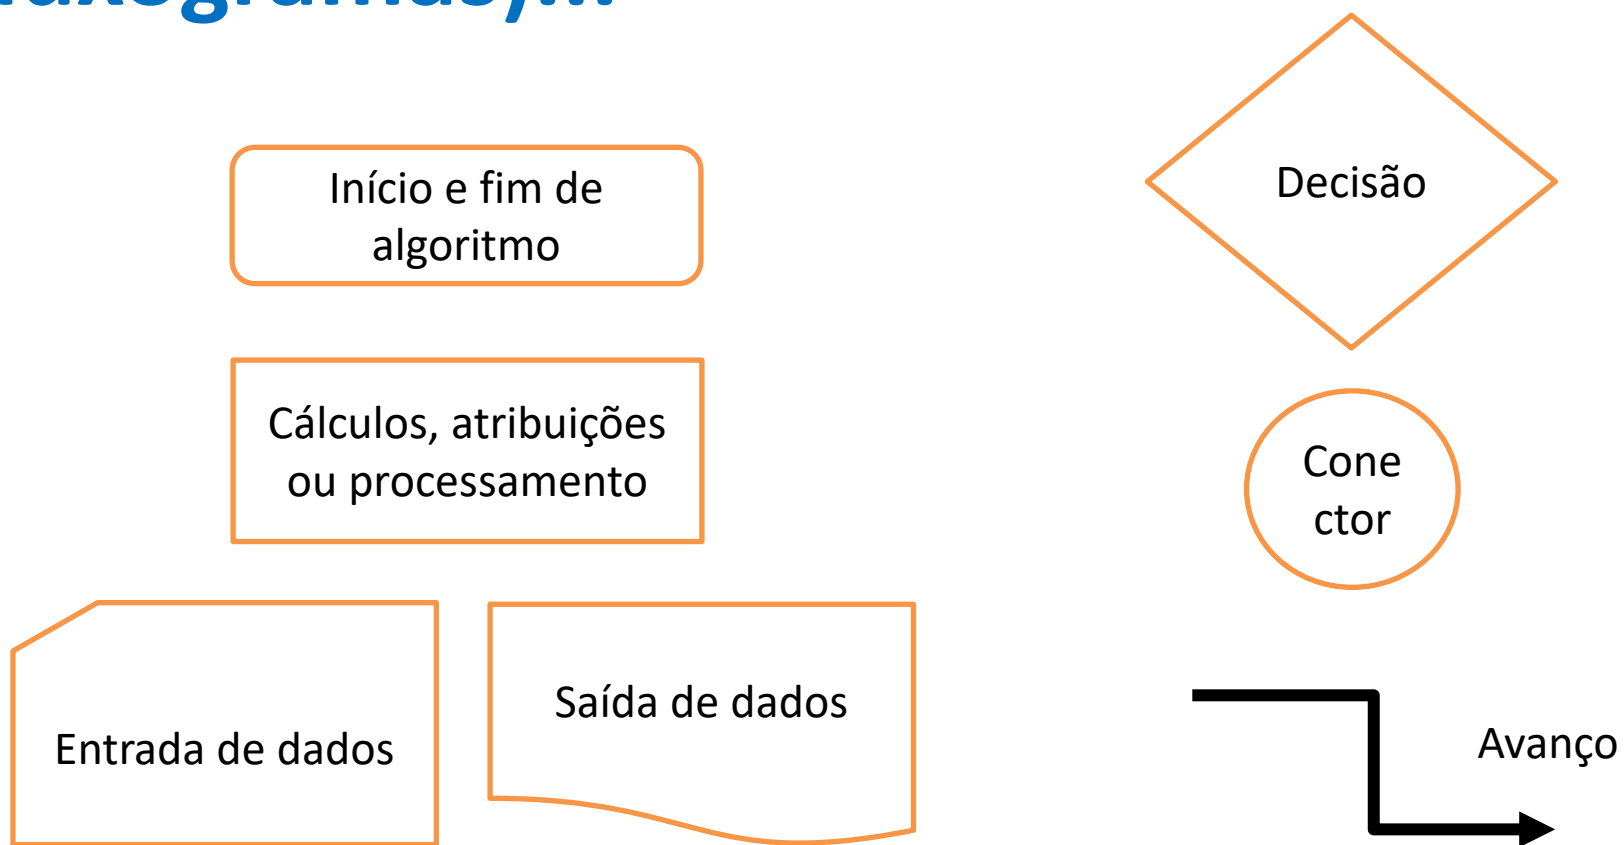 Início e fim de
algoritmo
Decisão
Cálculos, atribuições
ou processamento
Cone
ctor
Entrada de dados
Saída de dados
Avanço